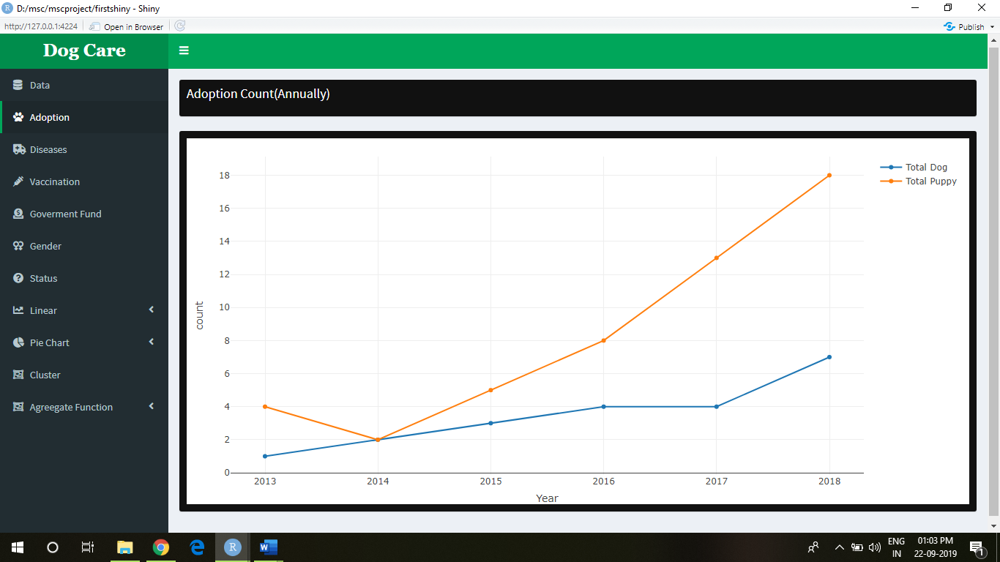 D:/msc/mscproject/firstshiny - Shiny
http://127.0.0.1:4224 Open in Browser Publish
Dog Care
Data
Adoption
Diseases
Vaccination
Goverment Fund
Gender
Status
Linear
Pie Chart
Cluster
Agreegate Function
Adoption Count(Annually)
Total Dog
Total Puppy
18
16
14
12
10
8
6
4
2
0
count
2013 2014 2015 2016 2017 2018
Year
ENG
IN
01:03 PM
22-09-2019
1